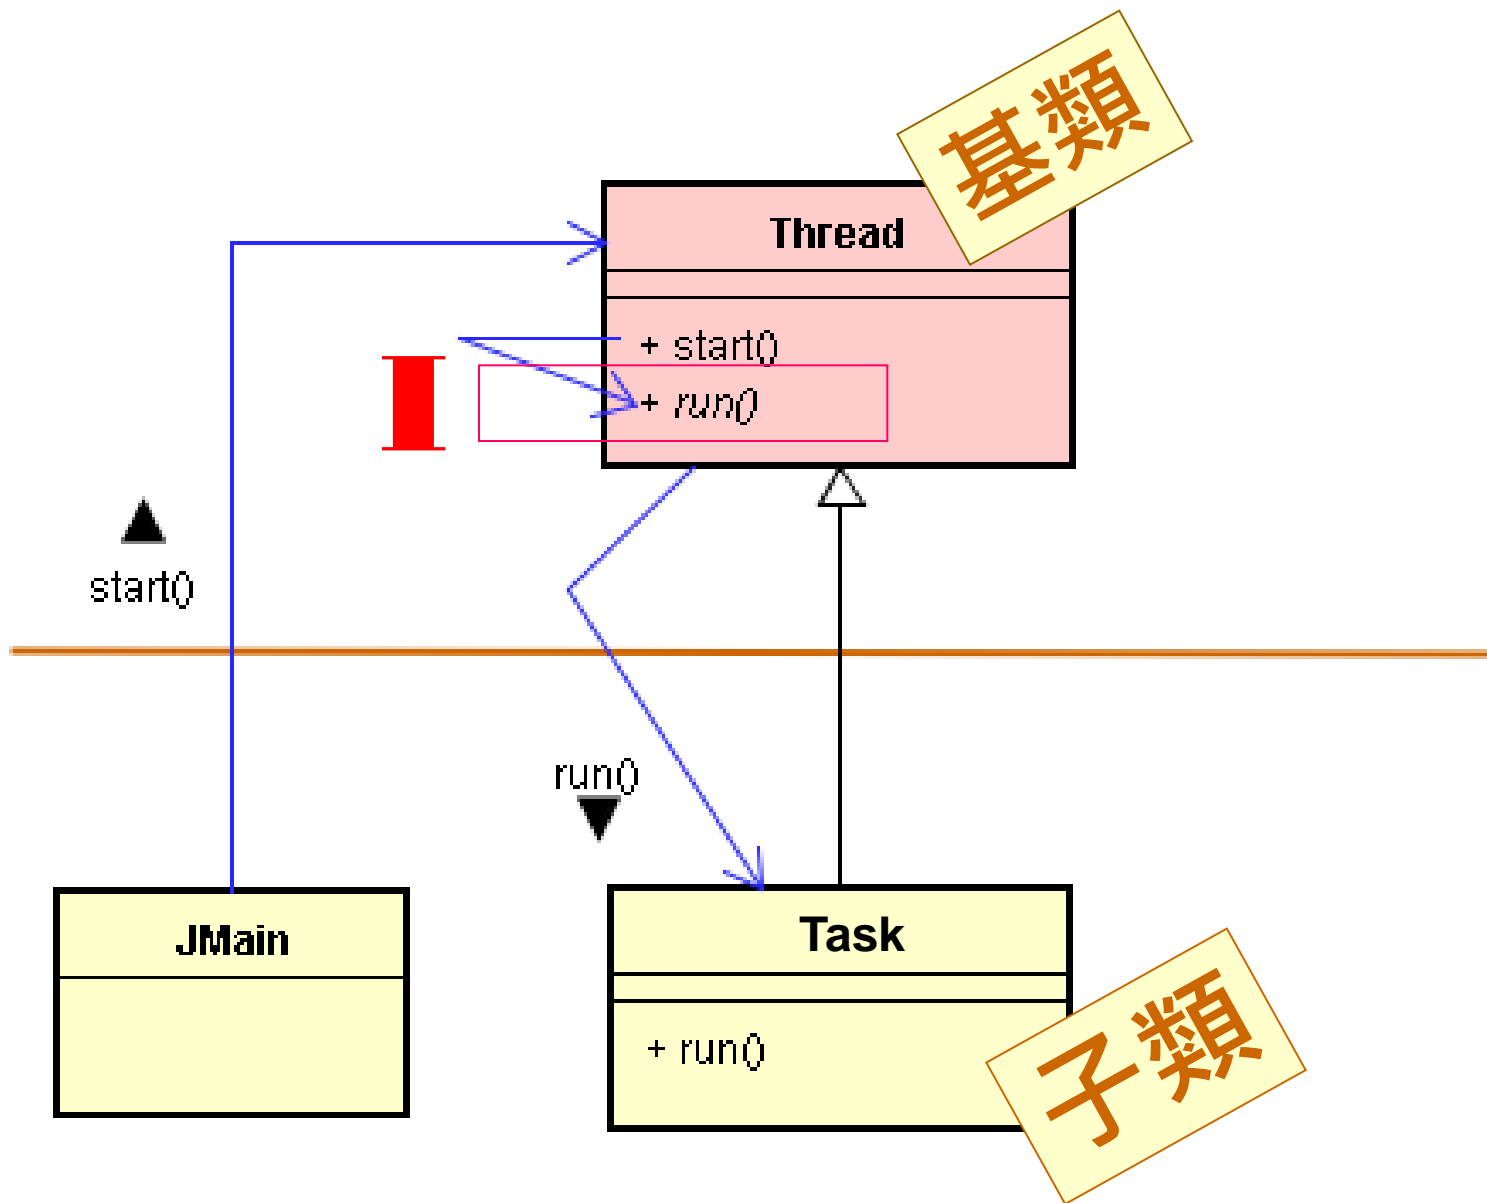 基類
Thread
+ start()
I
+ run()
start()
run()
JMain
Task
+ run()
子類